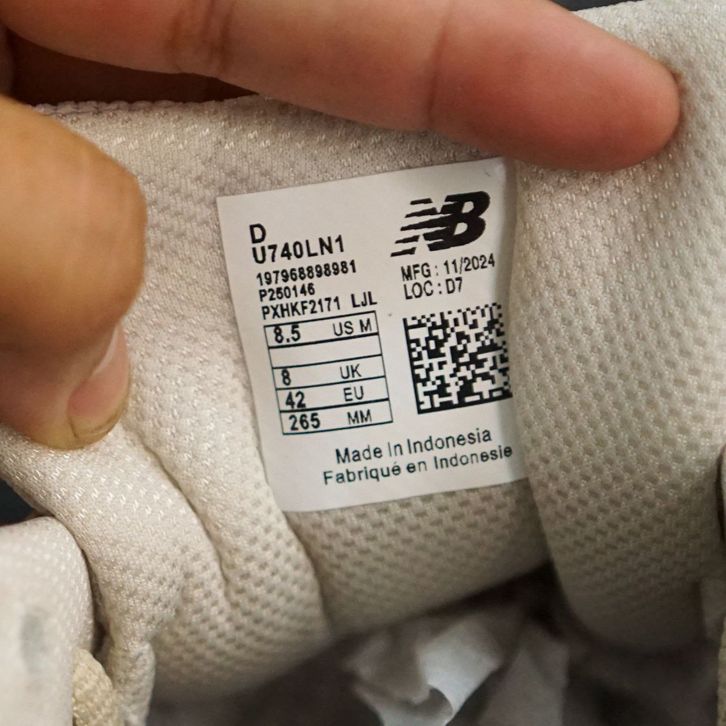 D
U740LN1
197968898981
P250146
PXHKF2171 LJL
NB
MFG : 11/2024
LOC : D7
8.5 US M
8 UK
42 EU
265 MM
Made in Indonesia
Fabriqué en Indonesie